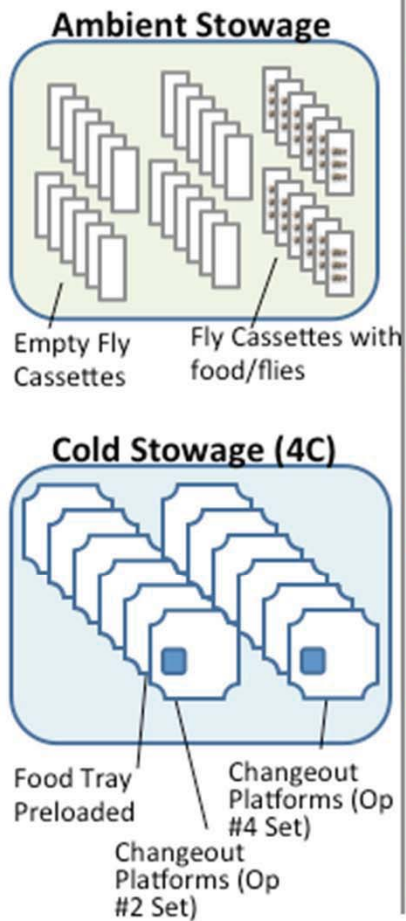 Ambient Stowage
Empty Fly
Cassettes
Fly Cassettes with
food/flies
Cold Stowage (4C)
Food Tray
Preloaded
Changeout
Platforms (Op
#4 Set)
Changeout
Platforms (Op
#2 Set)